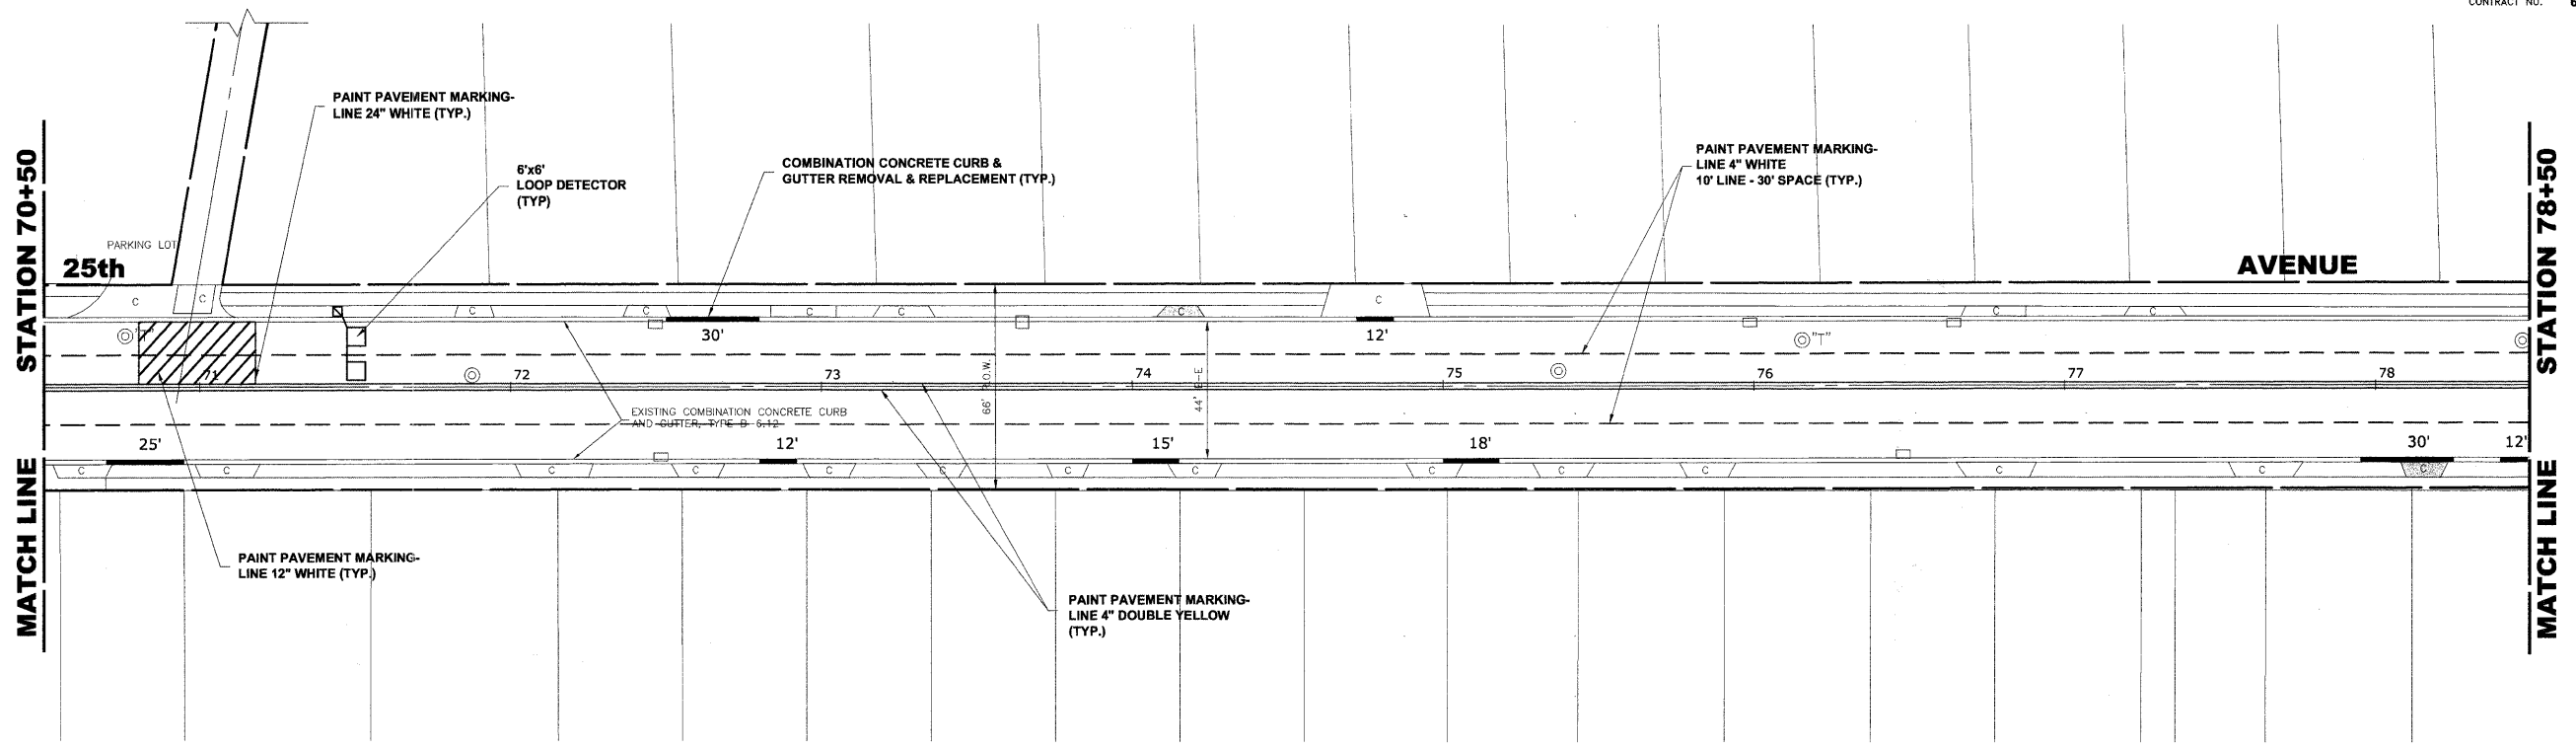 CONTRACT NO. 6
PAINT PAVEMENT MARKING-
LINE 24" WHITE (TYP.)
6'x6'
LOOP DETECTOR
(TYP)
COMBINATION CONCRETE CURB &
GUTTER REMOVAL & REPLACEMENT (TYP.)
PAINT PAVEMENT MARKING-
LINE 4" WHITE
10' LINE - 30' SPACE (TYP.)
STATION 70+50
STATION 78+50
PARKING LOT
25th
AVENUE
C
C
C
C
C
C
C
C
C
C
"T"
30'
12'
"T"
71
72
73
74
75
76
77
78
66' R.O.W.
44' E-E
EXISTING COMBINATION CONCRETE CURB
AND GUTTER, TYPE B-6.12
25'
12'
15'
18'
30'
12'
C
C
C
C
C
C
C
C
C
C
C
C
C
C
MATCH LINE
MATCH LINE
PAINT PAVEMENT MARKING-
LINE 12" WHITE (TYP.)
PAINT PAVEMENT MARKING-
LINE 4" DOUBLE YELLOW
(TYP.)